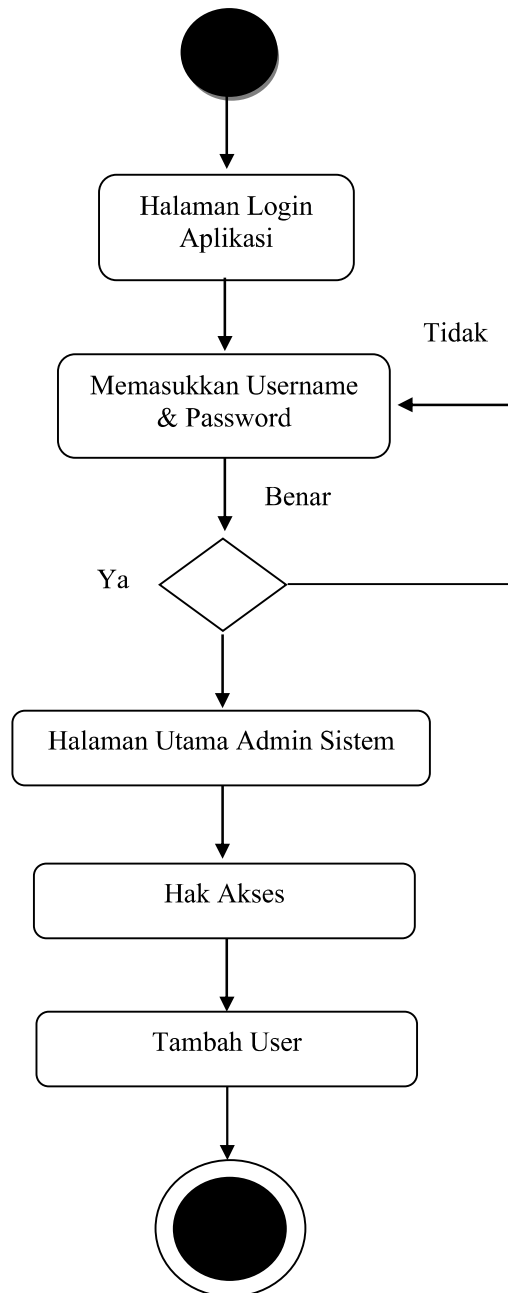 Halaman Login
Aplikasi
Tidak
Memasukkan Username
& Password
Benar
Ya
Halaman Utama Admin Sistem
Hak Akses
Tambah User